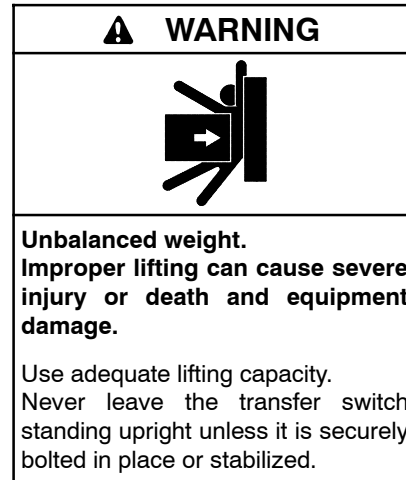 WARNING
Unbalanced weight.
Improper lifting can cause severe
injury or death and equipment
damage.
Use adequate lifting capacity.
Never leave the transfer switch
standing upright unless it is securely
bolted in place or stabilized.